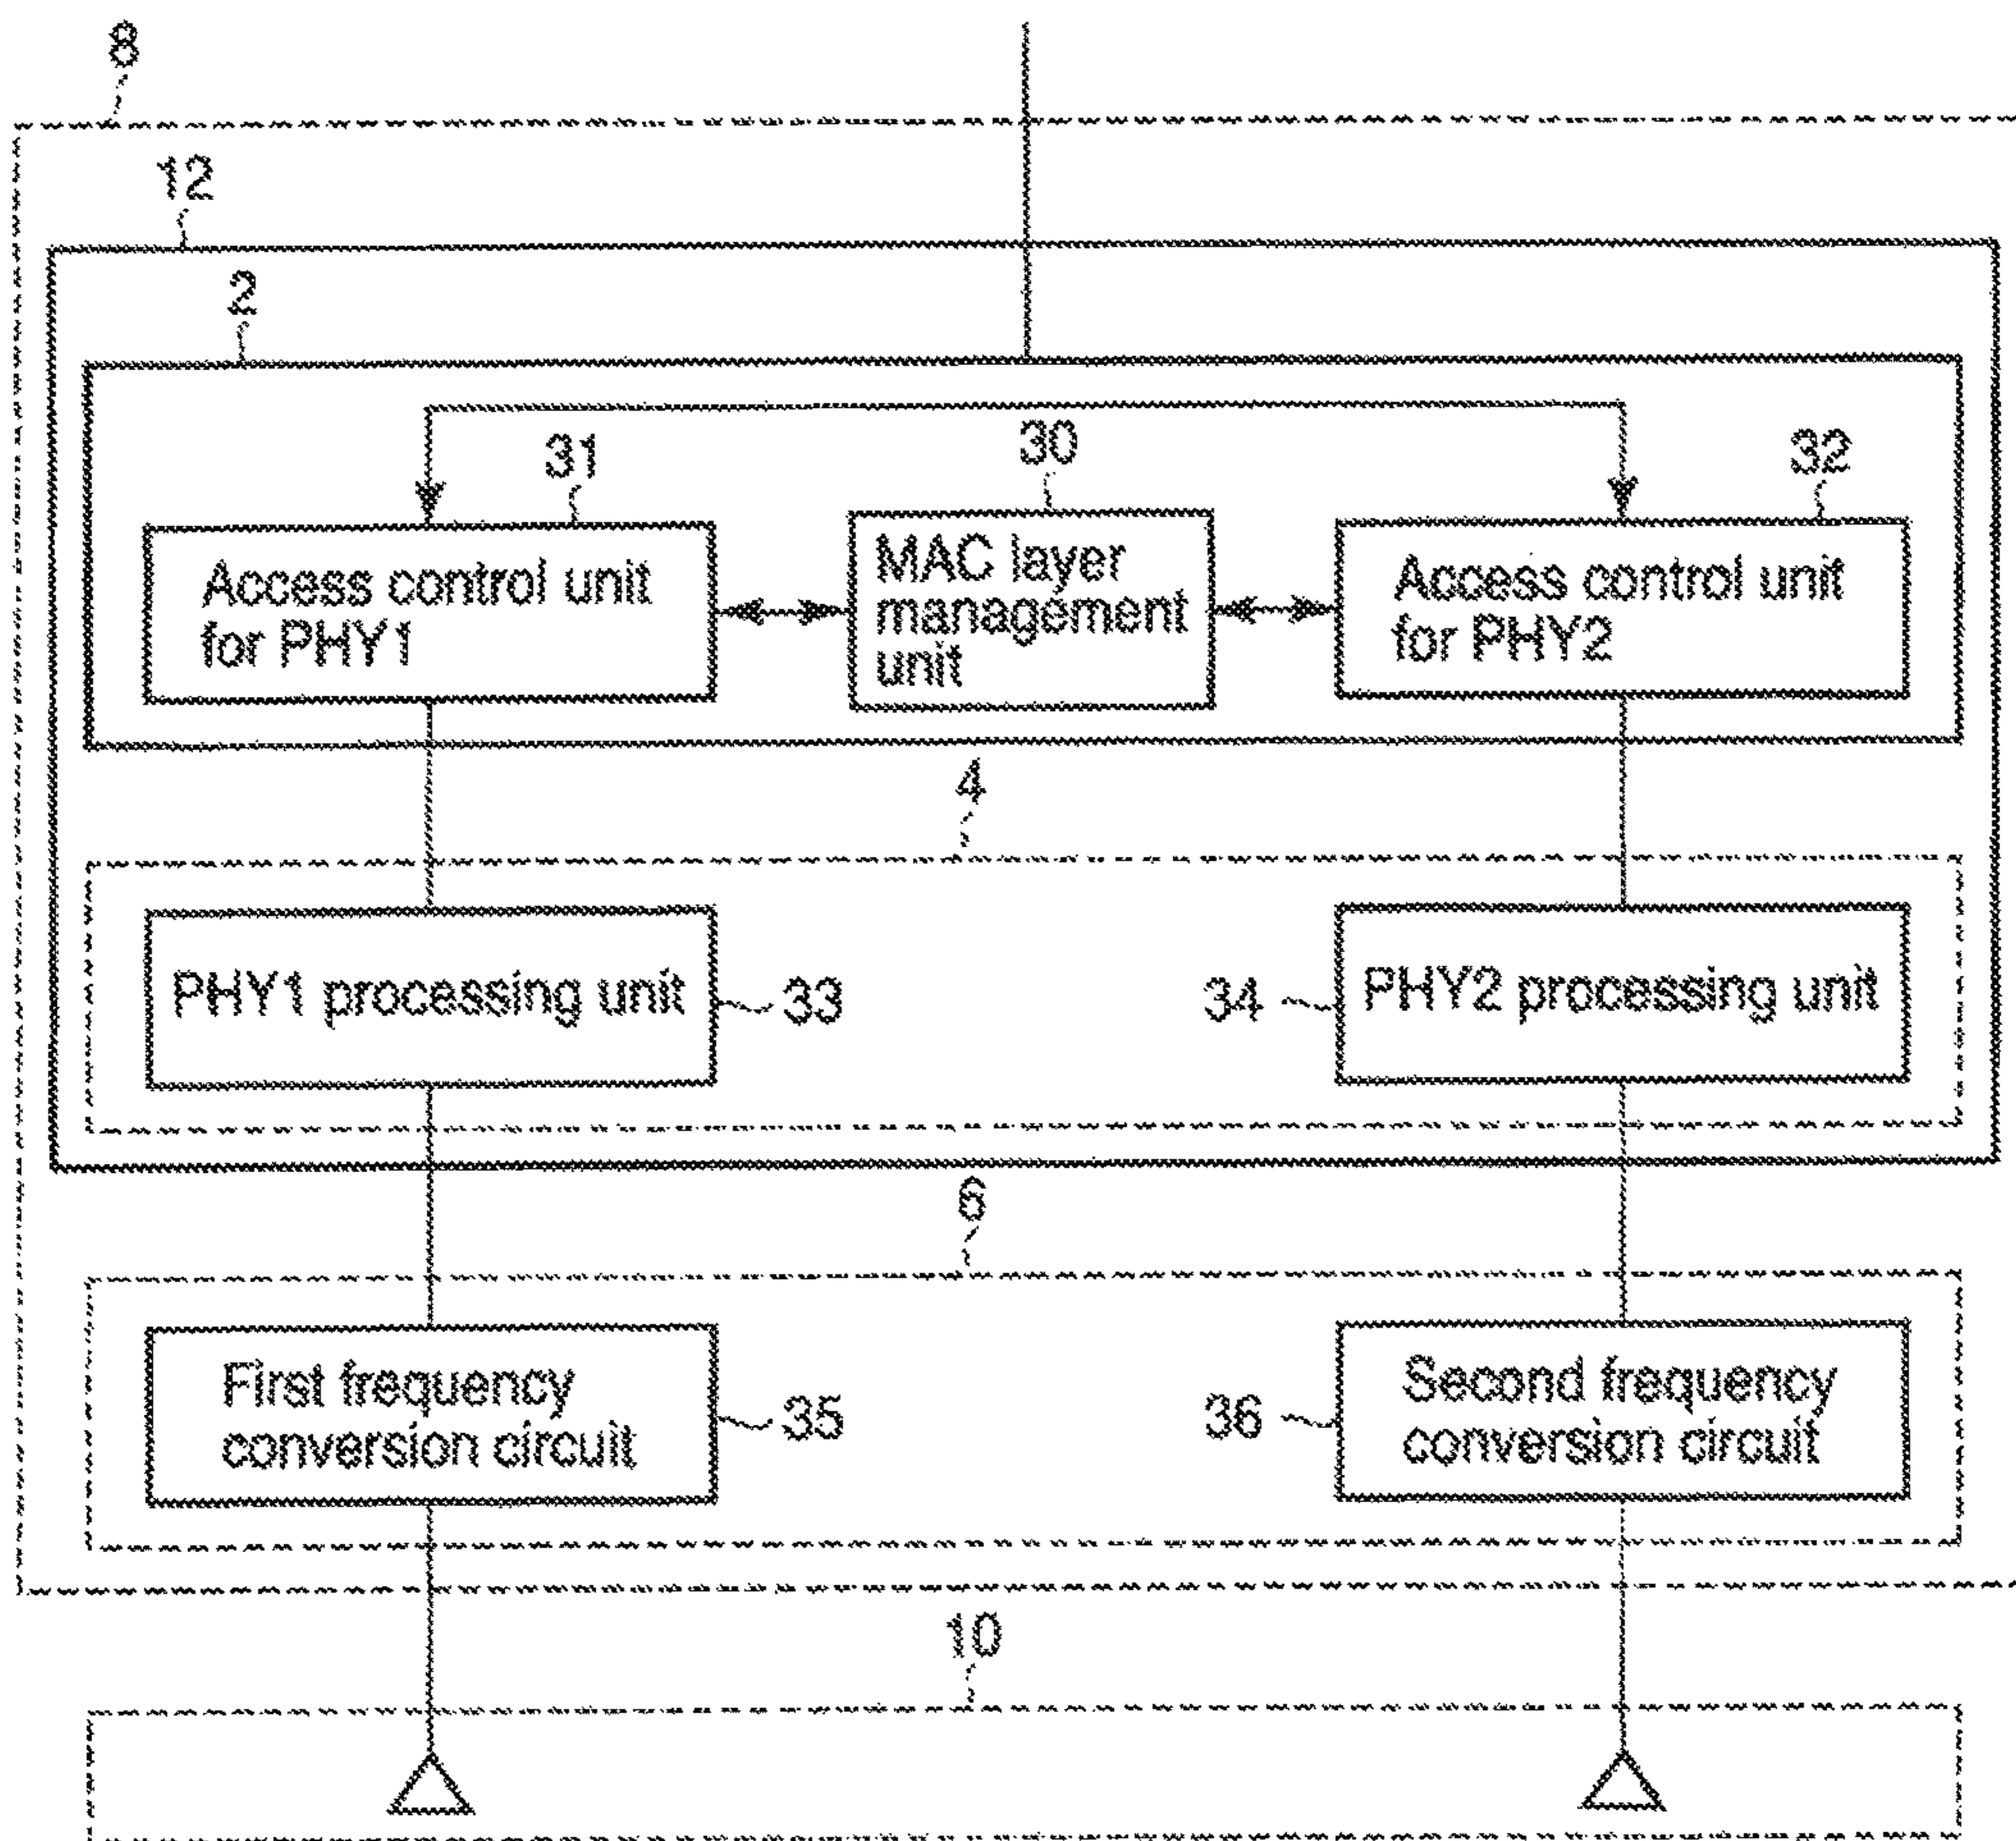 8
12
2
31
30
32
Access control unit
for PHY1
MAC layer
management
unit
Access control unit
for PHY2
4
PHY1 processing unit
33
34
PHY2 processing unit
6
First frequency
conversion circuit
35
36
Second frequency
conversion circuit
10